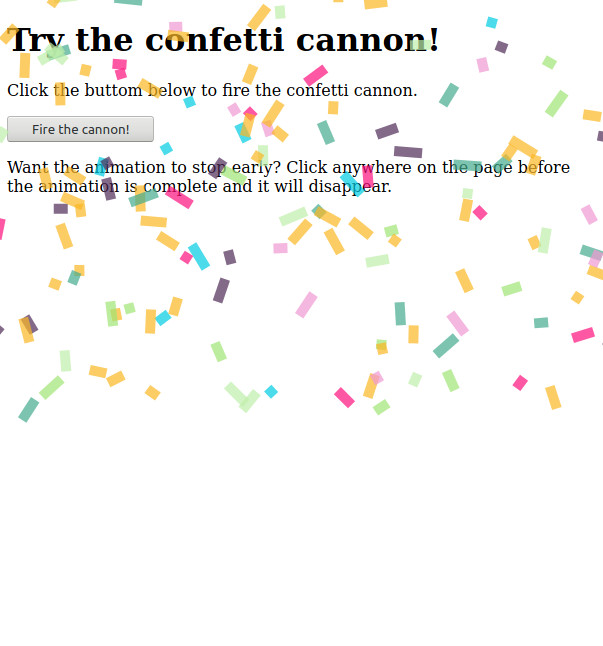 Try the confetti cannon!
Click the buttom below to fire the confetti cannon.
Fire the cannon!
Want the animation to stop early? Click anywhere on the page before
the animation is complete and it will disappear.